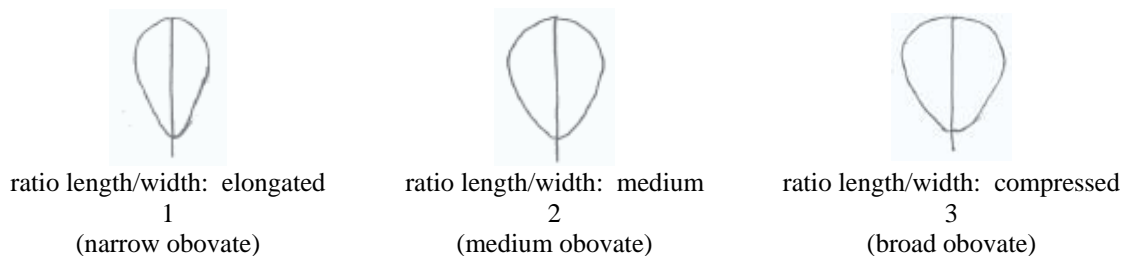 ratio length/width: elongated
1
(narrow obovate)
ratio length/width: medium
2
(medium obovate)
ratio length/width: compressed
3
(broad obovate)